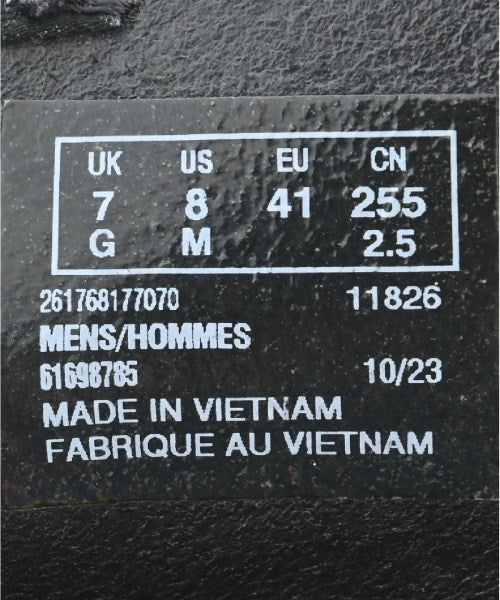 UK US EU CN
7 8 41 255
G M 2.5
261768177070 11826
MENS/HOMMES
61698785 10/23
MADE IN VIETNAM
FABRIQUE AU VIETNAM